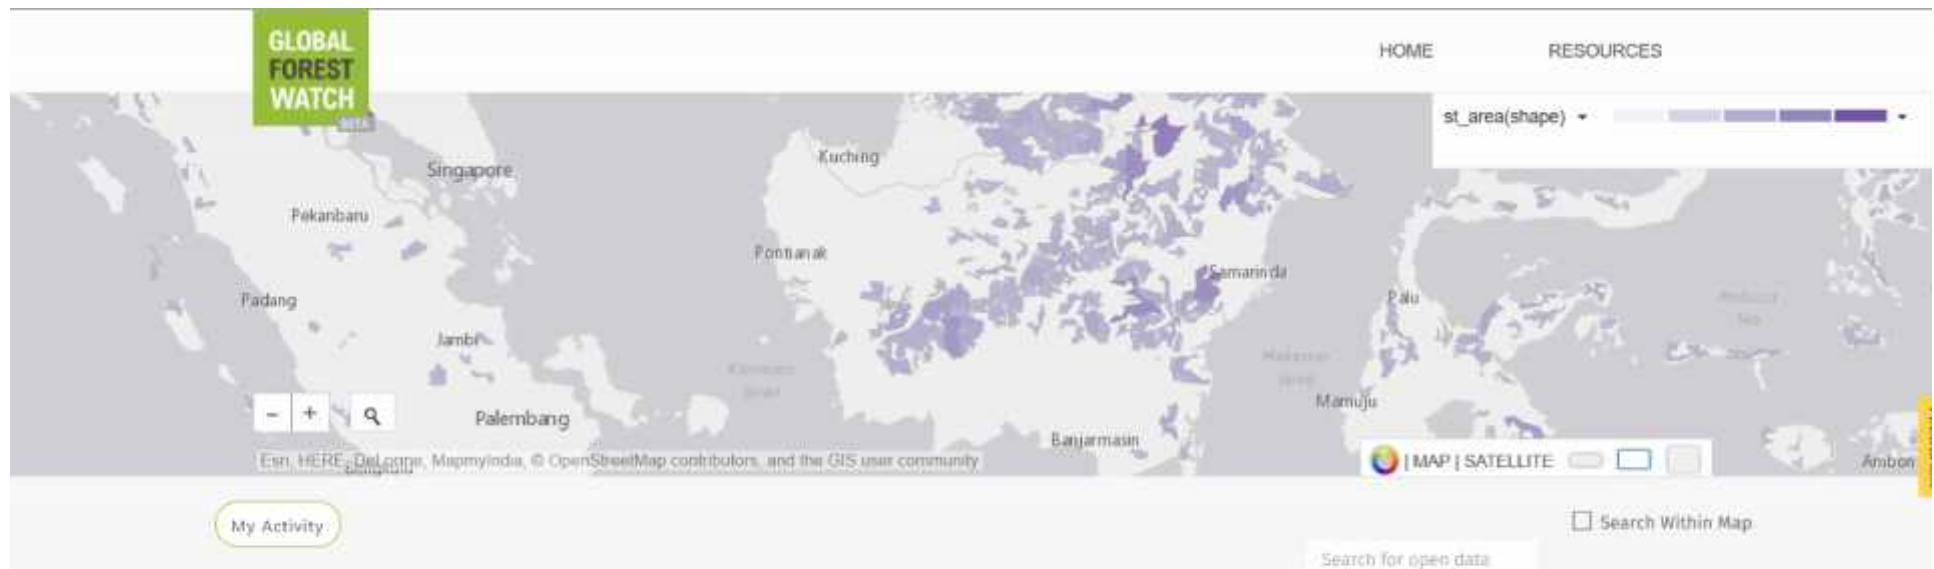 GLOBAL
FOREST
WATCH
BETA
HOME
RESOURCES
st_area(shape)
Kuching
Singapore
Pekanbaru
Pontianak
Samarinda
Padang
Palu
Jambi
Makassar
Mamuju
Palembang
Banjarmasin
Ambon
Esri, HERE, DeLorme, MapmyIndia, © OpenStreetMap contributors, and the GIS user community
| MAP | SATELLITE
My Activity
Search Within Map
Search for open data